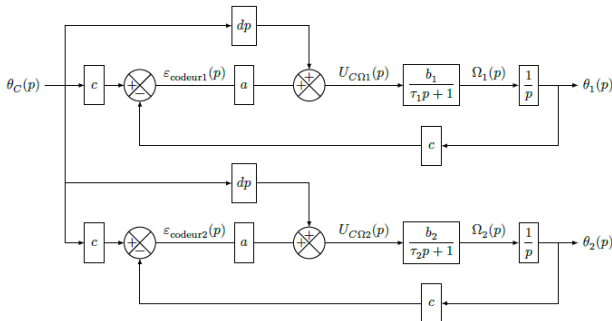 dp
θ_C(p) c + − ε_codeur1(p) a + + U_CΩ1(p) b_1/(τ_1p + 1) Ω_1(p) 1/p θ_1(p)
c
dp
c + − ε_codeur2(p) a + + U_CΩ2(p) b_2/(τ_2p + 1) Ω_2(p) 1/p θ_2(p)
c